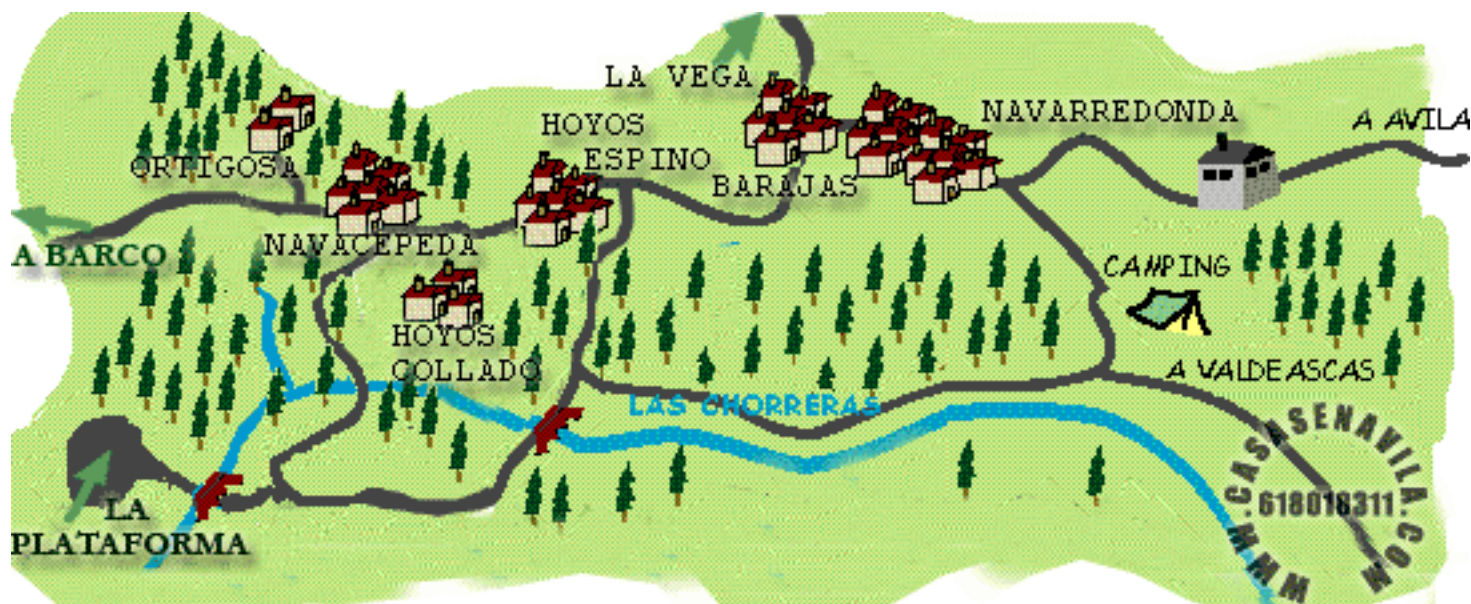 LA VEGA
HOYOS
ESPINO
NAVARREDONDA
A AVILA
ORTIGOSA
BARAJAS
A BARCO
NAVACEPEDA
CAMPING
HOYOS
COLLADO
A VALDEASCAS
LAS CHORRERAS
LA
PLATAFORMA
WWW.CASASENAVILA.COM
618018311